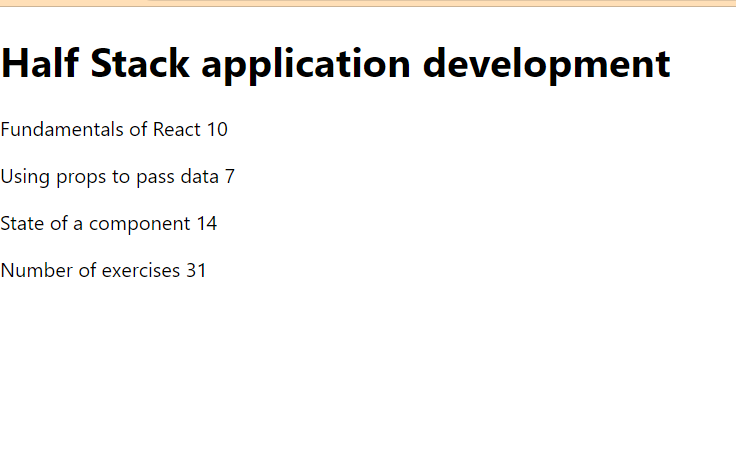 Half Stack application development
Fundamentals of React 10
Using props to pass data 7
State of a component 14
Number of exercises 31